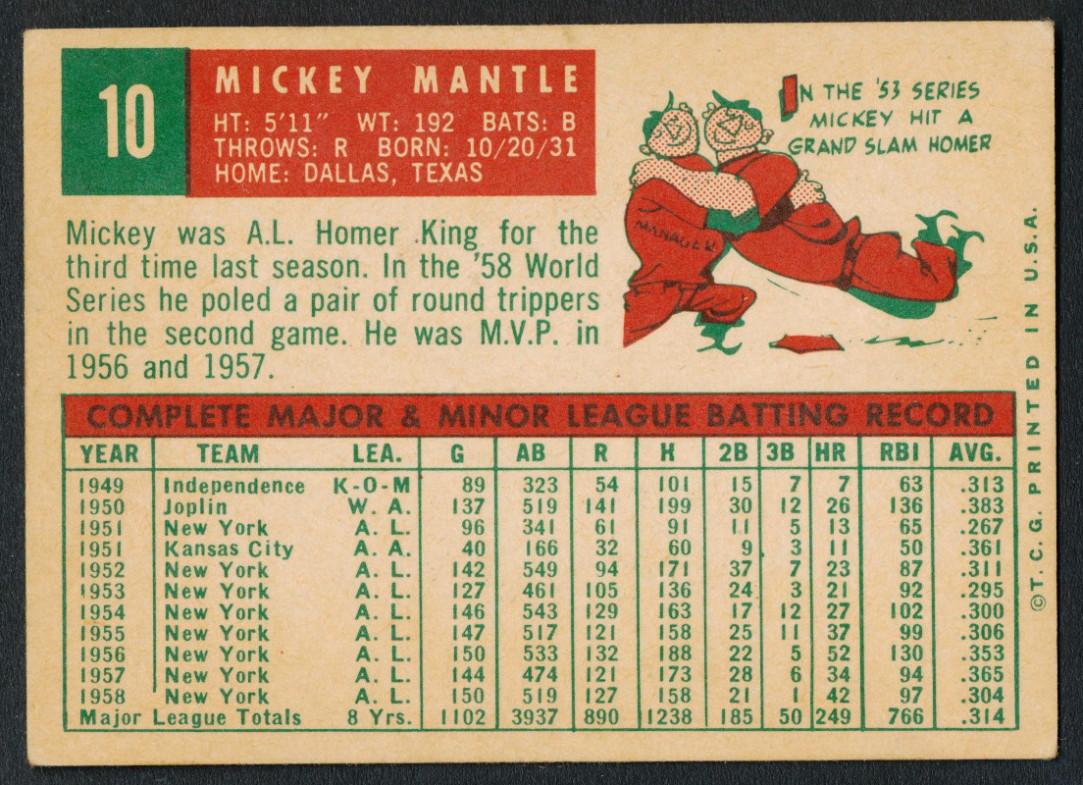 10
MICKEY MANTLE
HT: 5'11" WT: 192 BATS: B
THROWS: R BORN: 10/20/31
HOME: DALLAS, TEXAS
IN THE '53 SERIES
MICKEY HIT A
GRAND SLAM HOMER
MANAGER
Mickey was A.L. Homer King for the
third time last season. In the '58 World
Series he poled a pair of round trippers
in the second game. He was M.V.P. in
1956 and 1957.
COMPLETE MAJOR & MINOR LEAGUE BATTING RECORD
YEAR TEAM LEA. G AB R H 2B 3B HR RBI AVG.
1949 Independence K-O-M 89 323 54 101 15 7 7 63 .313
1950 Joplin W. A. 137 519 141 199 30 12 26 136 .383
1951 New York A. L. 96 341 61 91 11 5 13 65 .267
1951 Kansas City A. A. 40 166 32 60 9 3 11 50 .361
1952 New York A. L. 142 549 94 171 37 7 23 87 .311
1953 New York A. L. 127 461 105 136 24 3 21 92 .295
1954 New York A. L. 146 543 129 163 17 12 27 102 .300
1955 New York A. L. 147 517 121 158 25 11 37 99 .306
1956 New York A. L. 150 533 132 188 22 5 52 130 .353
1957 New York A. L. 144 474 121 173 28 6 34 94 .365
1958 New York A. L. 150 519 127 158 21 1 42 97 .304
Major League Totals 8 Yrs. 1102 3937 890 1238 185 50 249 766 .314
©T. C. G. PRINTED IN U.S.A.